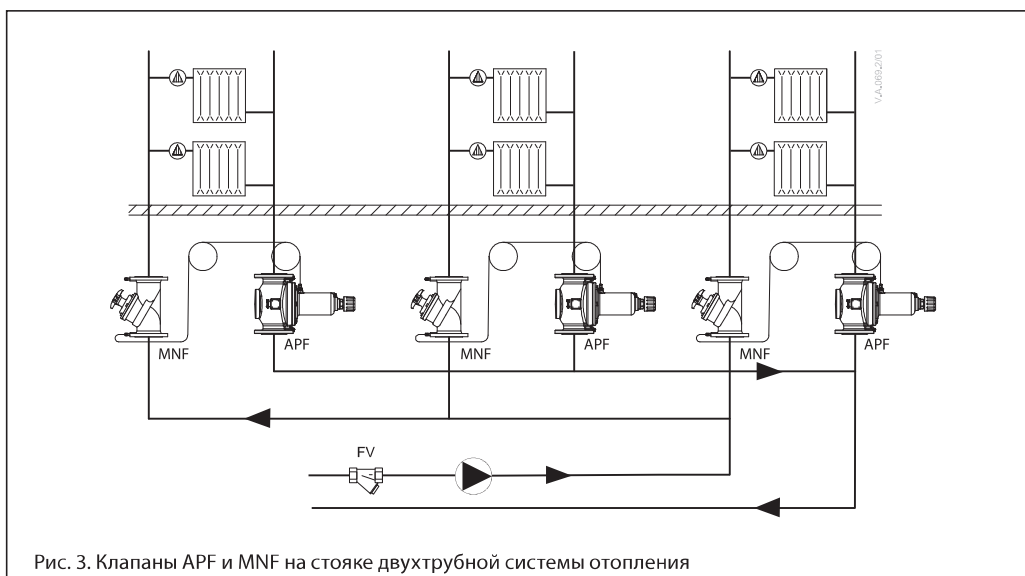 V.A.069.2/01
MNF APF MNF APF MNF APF
FV
Рис. 3. Клапаны APF и MNF на стояке двухтрубной системы отопления